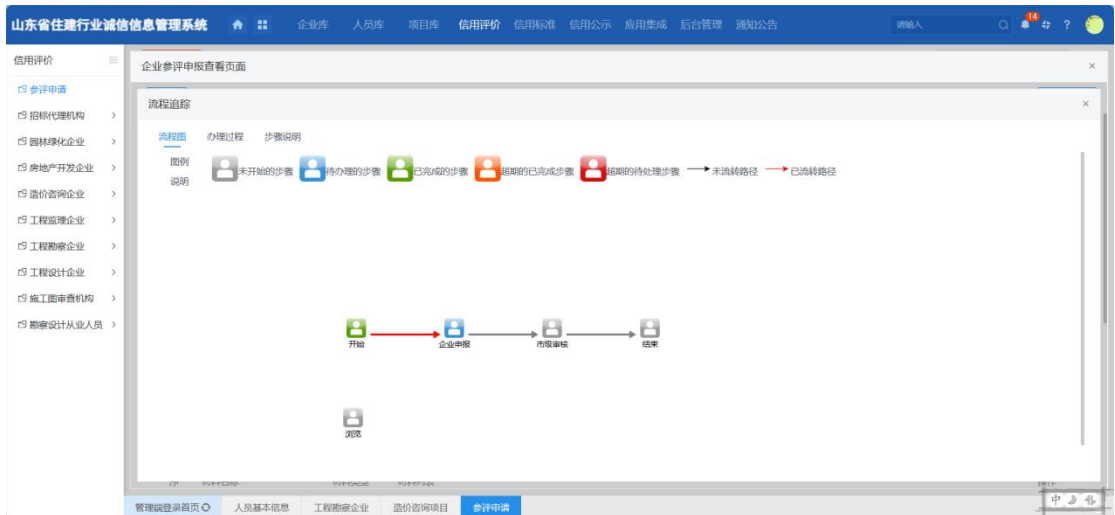 山东省住建行业诚信信息管理系统 企业库 人员库 项目库 信用评价 信用标准 信用公示 应用集成 后台管理 通知公告 请输入 14 ?
信用评价
企业参评申报查看页面 ×
参评申请
流程追踪 ×
招标代理机构
园林绿化企业
房地产开发企业
造价咨询企业
工程监理企业
工程勘察企业
工程设计企业
施工图审查机构
勘察设计从业人员
流程图 办理过程 步骤说明
图例
说明
未开始的步骤 待办理的步骤 已完成的步骤 超期的已完成步骤 超期的待处理步骤 未流转路径 已流转路径
开始 企业申报 市级审核 结束
浏览
管理端登录首页 人员基本信息 工程勘察企业 造价咨询项目 参评申请
中